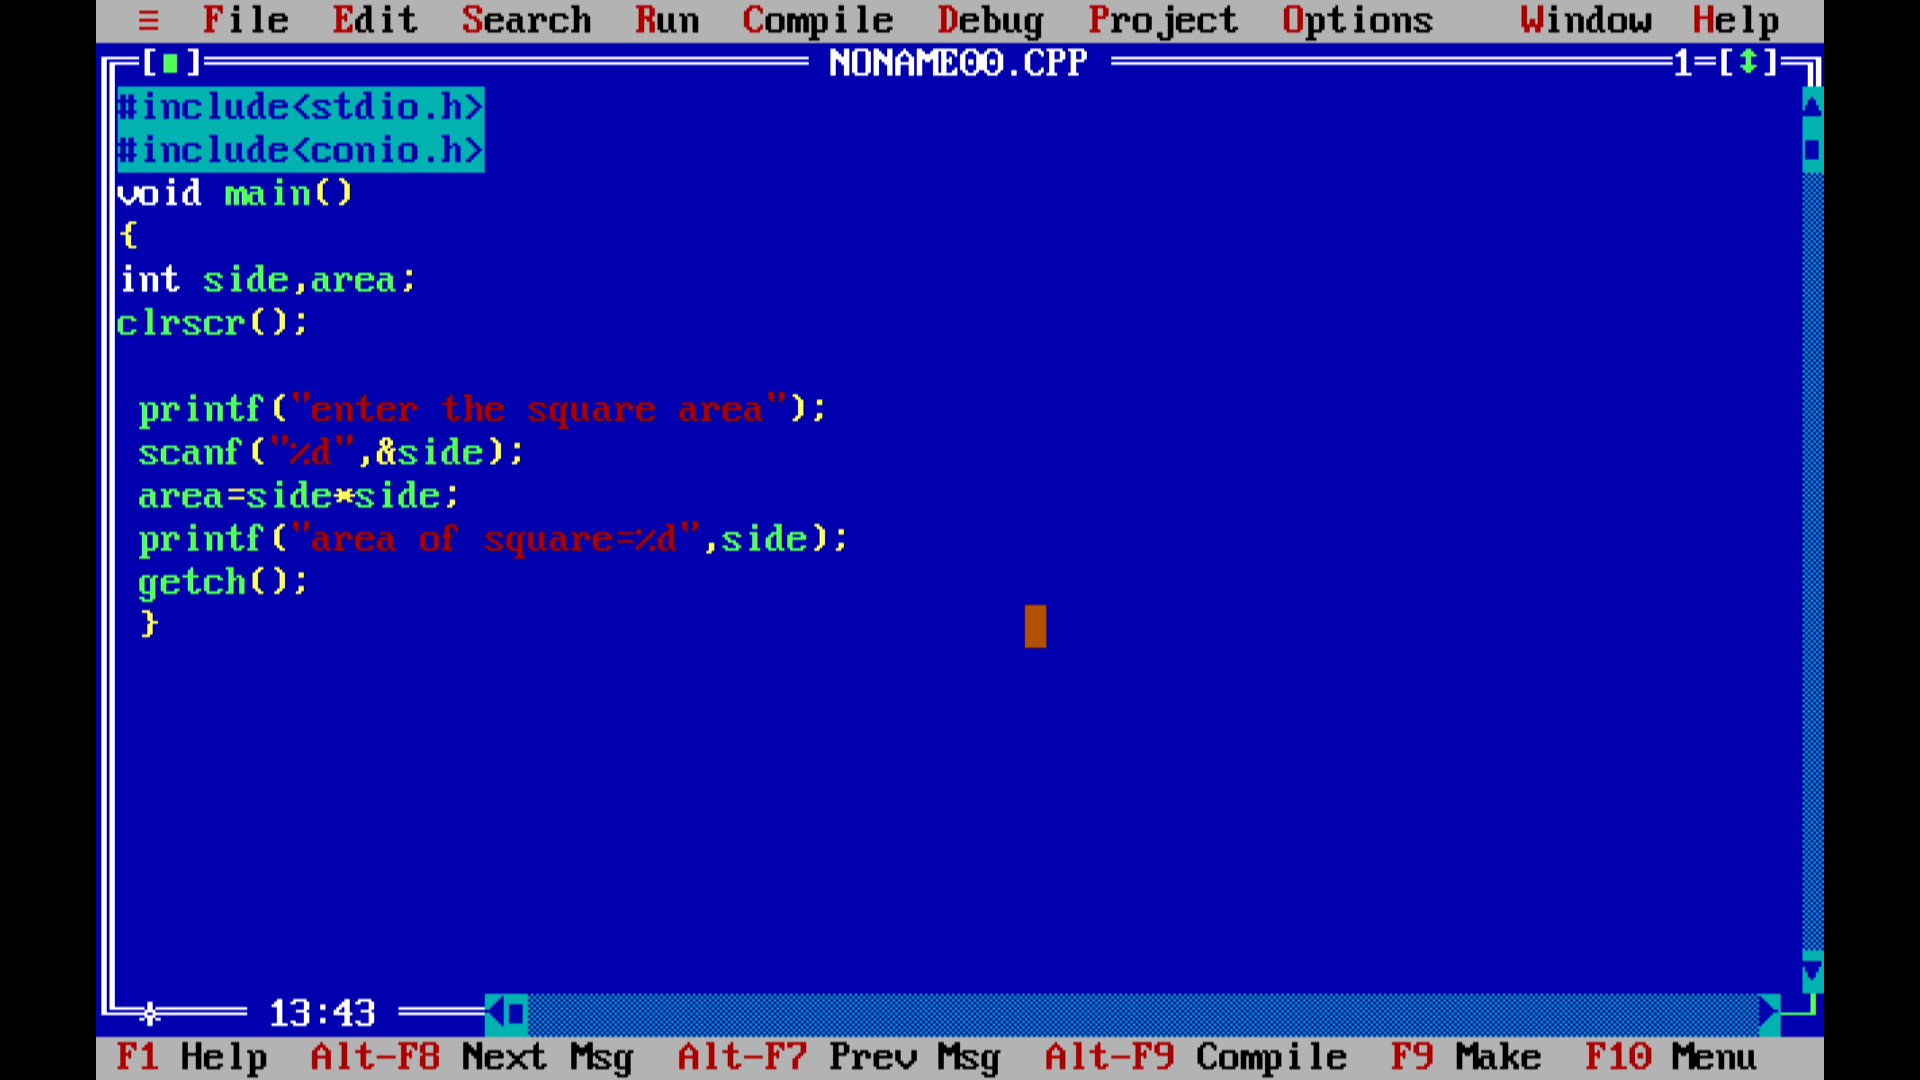 ≡ File Edit Search Run Compile Debug Project Options Window Help
[■] NONAME00.CPP 1=[↕]
#include<stdio.h>
#include<conio.h>
void main()
{
int side,area;
clrscr();
printf("enter the square area");
scanf("%d",&side);
area=side*side;
printf("area of square=%d",side);
getch();
}
13:43
F1 Help Alt-F8 Next Msg Alt-F7 Prev Msg Alt-F9 Compile F9 Make F10 Menu